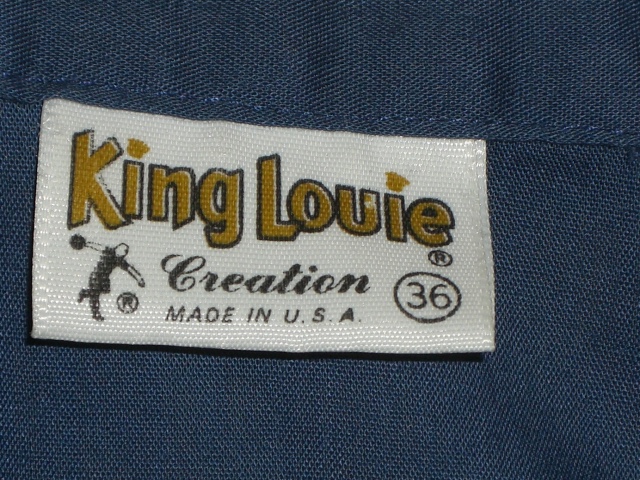 King Louie®
Creation
® MADE IN U.S.A.
36